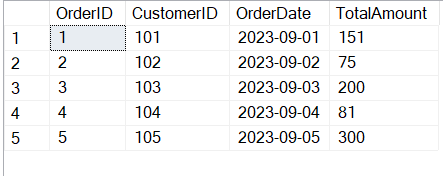 OrderID CustomerID OrderDate TotalAmount
1 1 101 2023-09-01 151
2 2 102 2023-09-02 75
3 3 103 2023-09-03 200
4 4 104 2023-09-04 81
5 5 105 2023-09-05 300